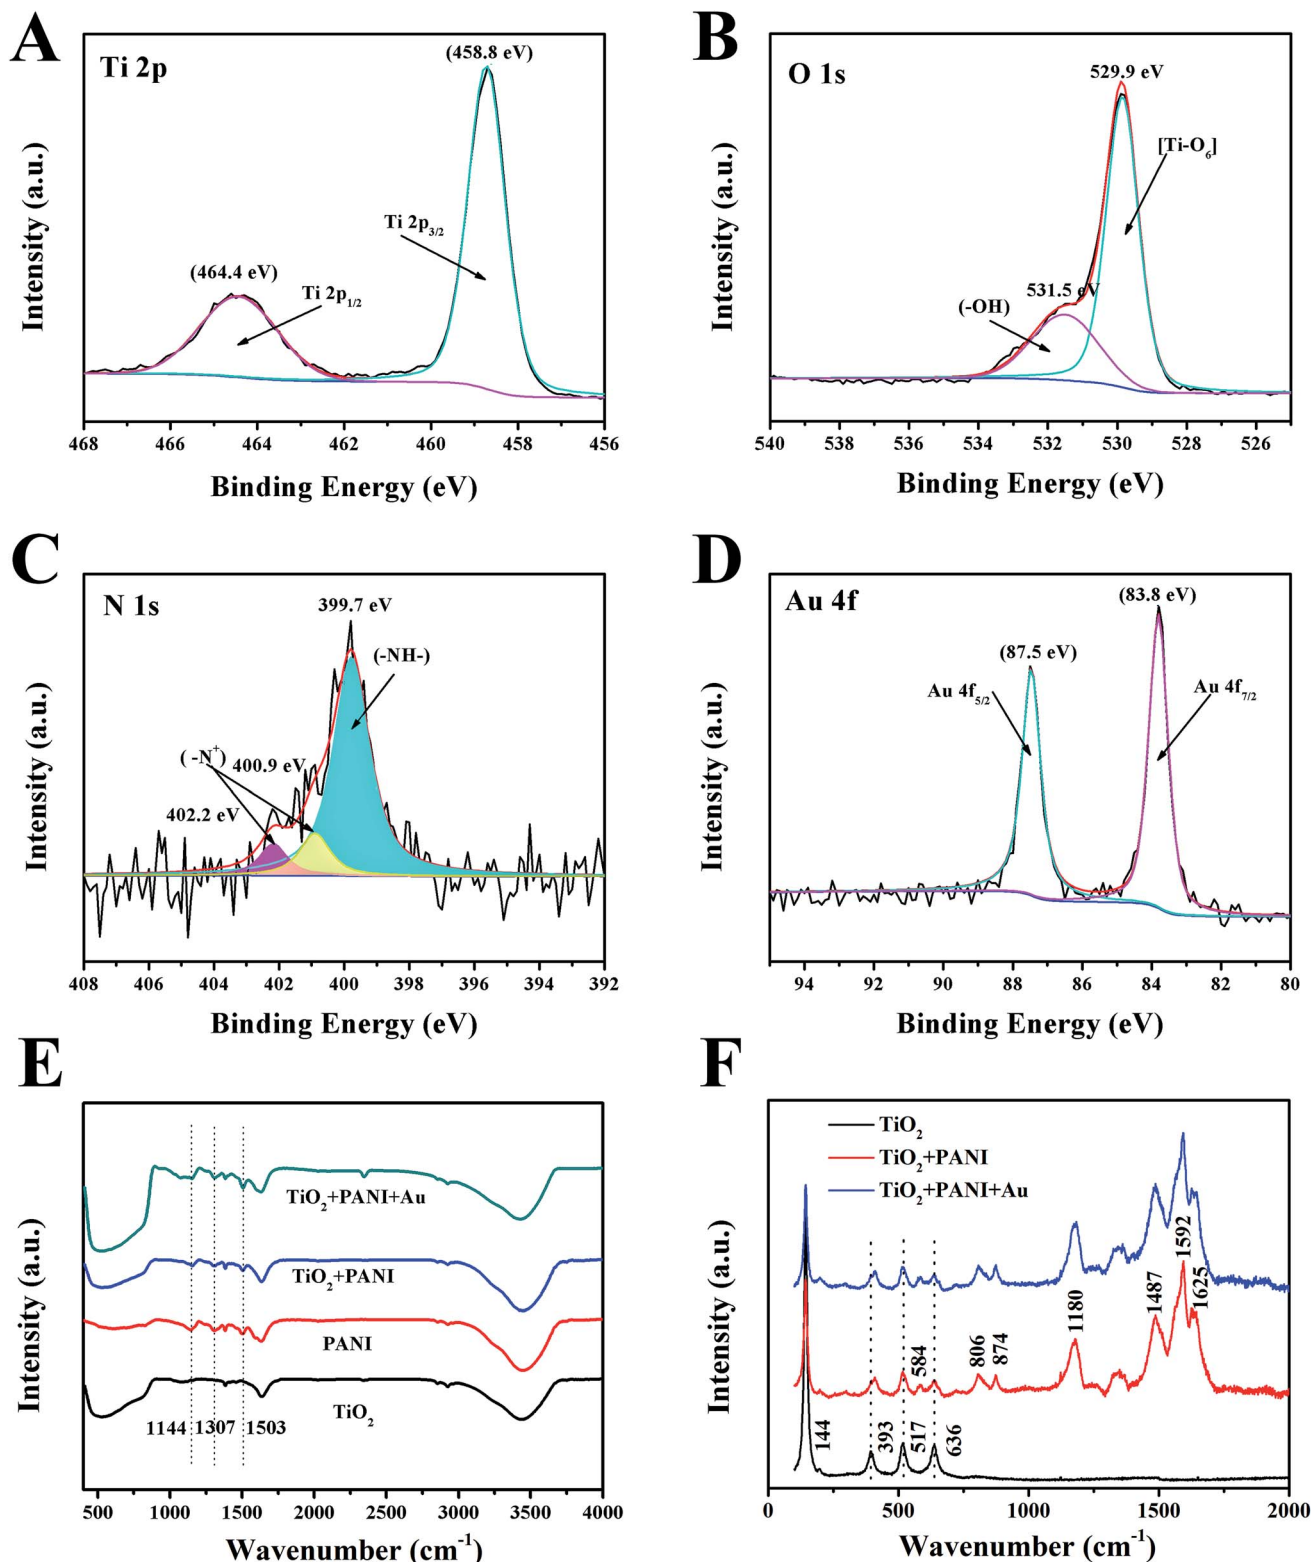 A
Ti 2p
(458.8 eV)
Ti 2p3/2
(464.4 eV)
Ti 2p1/2
Intensity (a.u.)
468 466 464 462 460 458 456
Binding Energy (eV)
B
O 1s
529.9 eV
[Ti-O6]
531.5 eV
(-OH)
Intensity (a.u.)
540 538 536 534 532 530 528 526
Binding Energy (eV)
C
N 1s
399.7 eV
(-NH-)
( -N+)
400.9 eV
402.2 eV
Intensity (a.u.)
408 406 404 402 400 398 396 394 392
Binding Energy (eV)
D
Au 4f
(83.8 eV)
(87.5 eV)
Au 4f5/2
Au 4f7/2
Intensity (a.u.)
94 92 90 88 86 84 82 80
Binding Energy (eV)
E
TiO2+PANI+Au
TiO2+PANI
PANI
TiO2
1144 1307 1503
Intensity (a.u.)
500 1000 1500 2000 2500 3000 3500 4000
Wavenumber (cm-1)
F
TiO2
TiO2+PANI
TiO2+PANI+Au
144
393
517
636
584
806
874
1180
1487
1592
1625
Intensity (a.u.)
0 500 1000 1500 2000
Wavenumber (cm-1)